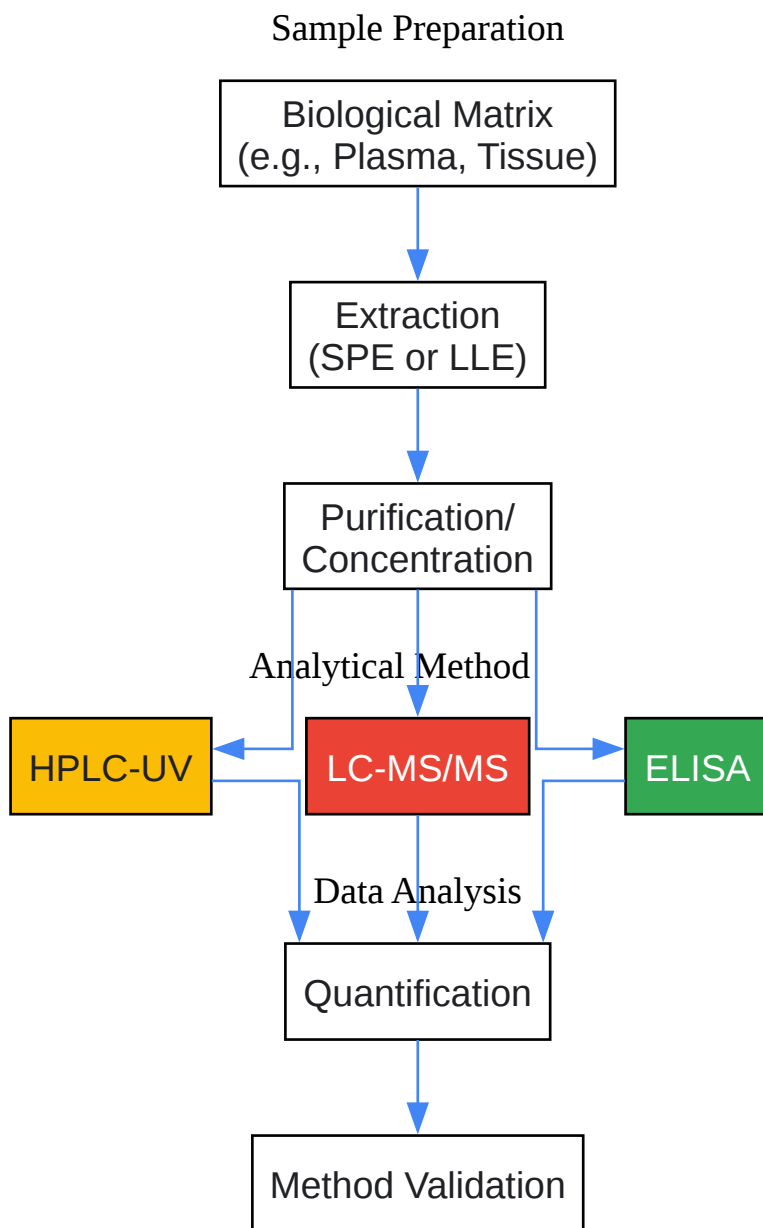 Sample Preparation
Biological Matrix
(e.g., Plasma, Tissue)
Extraction
(SPE or LLE)
Purification/
Concentration
Analytical Method
HPLC-UV
LC-MS/MS
ELISA
Data Analysis
Quantification
Method Validation